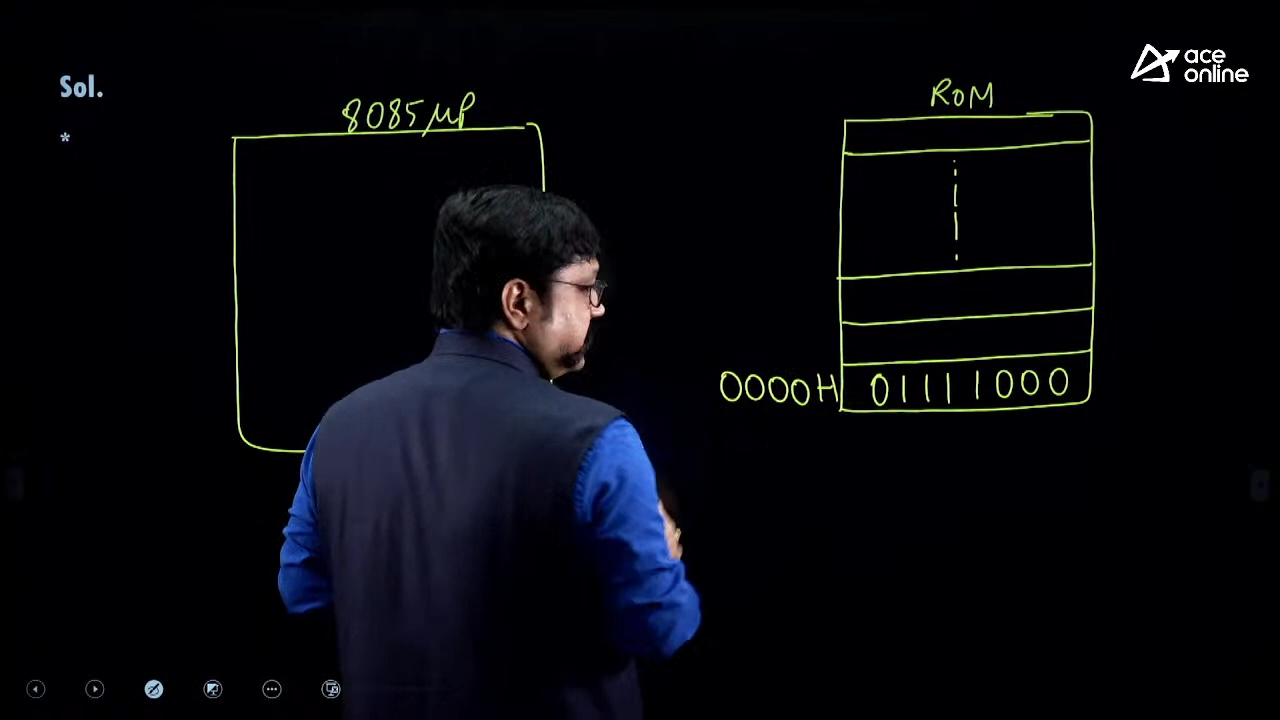 Sol.
*
8085 μP
ROM
0000H 01111000
ace
online